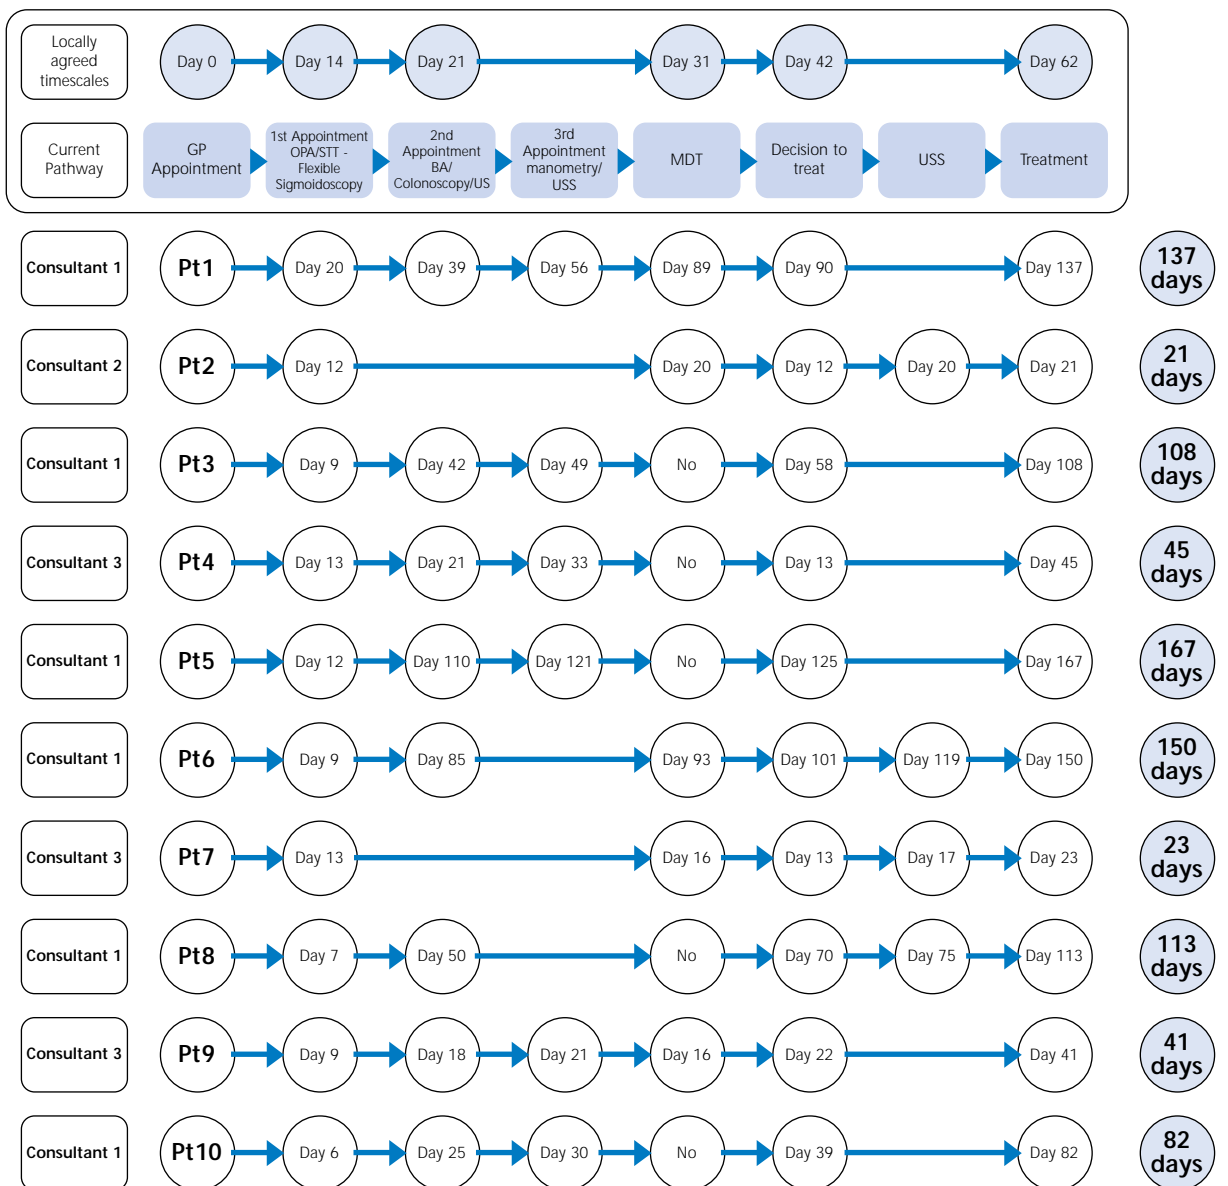 Locally
agreed
timescales
Day 0
Day 14
Day 21
Day 31
Day 42
Day 62
Current
Pathway
GP
Appointment
1st Appointment
OPA/STT -
Flexible
Sigmoidoscopy
2nd
Appointment
BA/
Colonoscopy/US
3rd
Appointment
manometry/
USS
MDT
Decision to
treat
USS
Treatment
Consultant 1
Pt1
Day 20
Day 39
Day 56
Day 89
Day 90
Day 137
137
days
Consultant 2
Pt2
Day 12
Day 20
Day 12
Day 20
Day 21
21
days
Consultant 1
Pt3
Day 9
Day 42
Day 49
No
Day 58
Day 108
108
days
Consultant 3
Pt4
Day 13
Day 21
Day 33
No
Day 13
Day 45
45
days
Consultant 1
Pt5
Day 12
Day 110
Day 121
No
Day 125
Day 167
167
days
Consultant 1
Pt6
Day 9
Day 85
Day 93
Day 101
Day 119
Day 150
150
days
Consultant 3
Pt7
Day 13
Day 16
Day 13
Day 17
Day 23
23
days
Consultant 1
Pt8
Day 7
Day 50
No
Day 70
Day 75
Day 113
113
days
Consultant 3
Pt9
Day 9
Day 18
Day 21
Day 16
Day 22
Day 41
41
days
Consultant 1
Pt10
Day 6
Day 25
Day 30
No
Day 39
Day 82
82
days